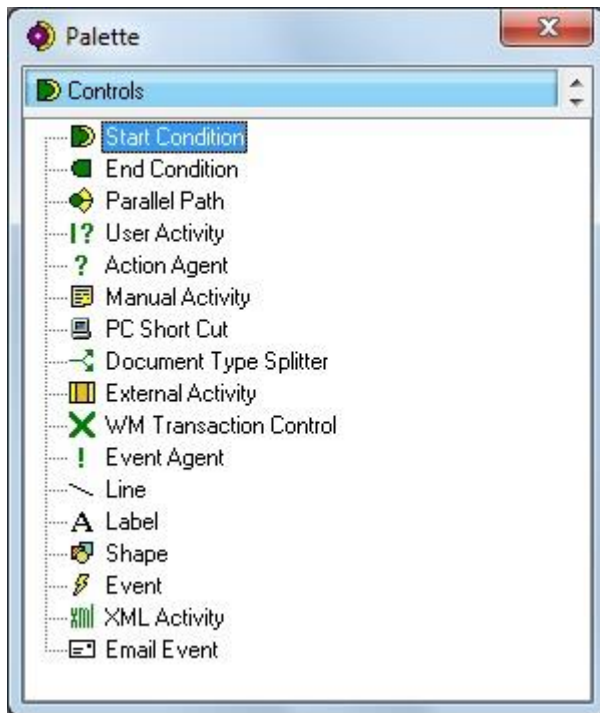 Palette
Controls
Start Condition
End Condition
Parallel Path
User Activity
Action Agent
Manual Activity
PC Short Cut
Document Type Splitter
External Activity
WM Transaction Control
Event Agent
Line
Label
Shape
Event
XML Activity
Email Event